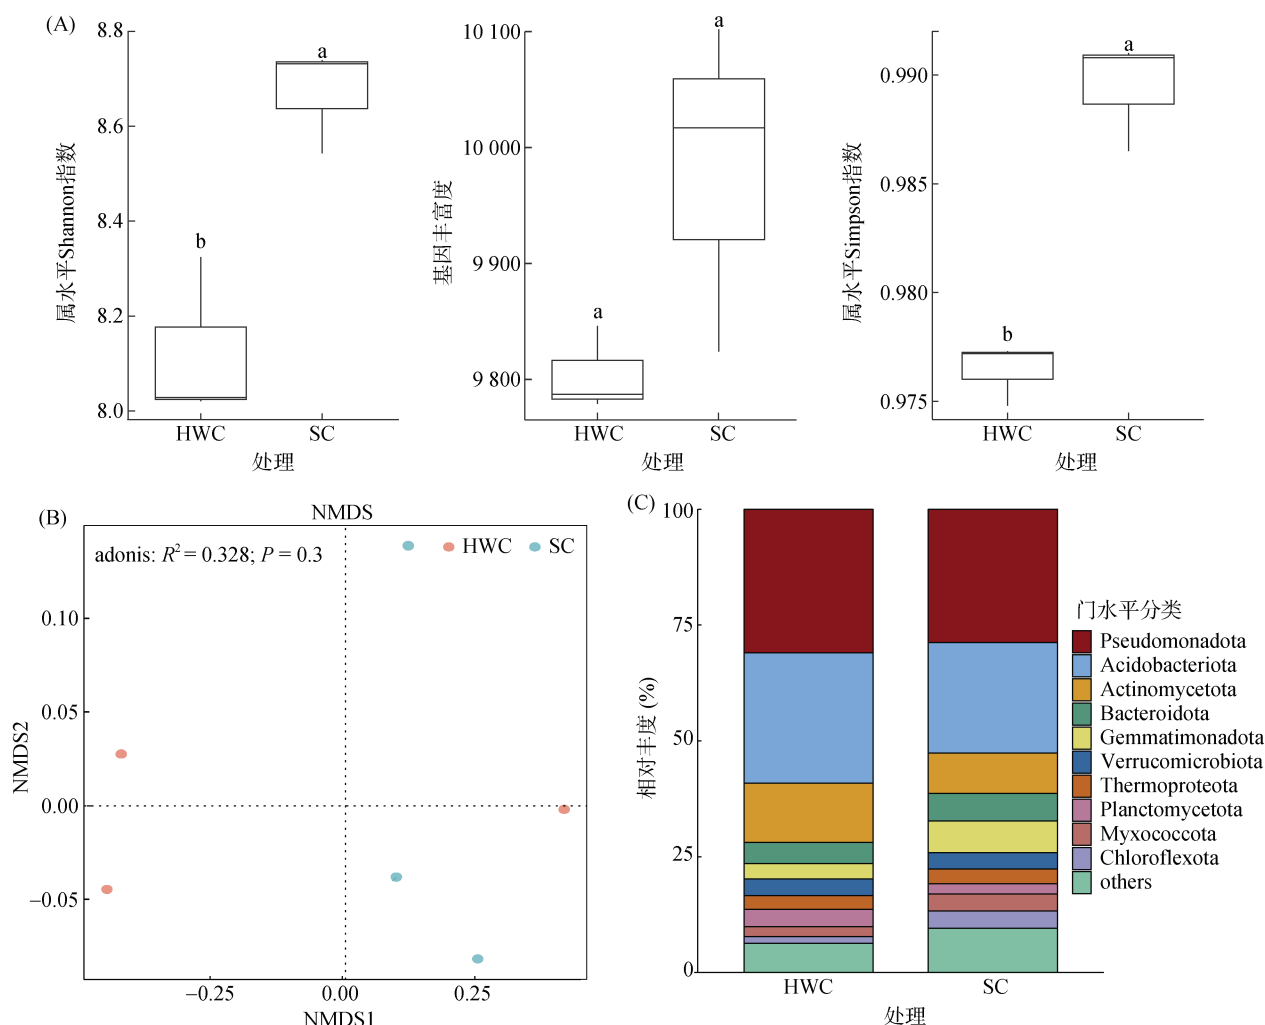 (A)
8.8
8.6
8.4
8.2
8.0
属水平Shannon指数
b
a
HWC SC
处理
10 100
10 000
9 900
9 800
基因丰富度
a
a
HWC SC
处理
0.990
0.985
0.980
0.975
属水平Simpson指数
b
a
HWC SC
处理
(B)
NMDS
adonis: R² = 0.328; P = 0.3
HWC SC
0.10
0.05
0.00
−0.05
NMDS2
−0.25 0.00 0.25
NMDS1
(C)
100
75
50
25
0
相对丰度 (%)
HWC SC
处理
门水平分类
Pseudomonadota
Acidobacteriota
Actinomycetota
Bacteroidota
Gemmatimonadota
Verrucomicrobiota
Thermoproteota
Planctomycetota
Myxococcota
Chloroflexota
others